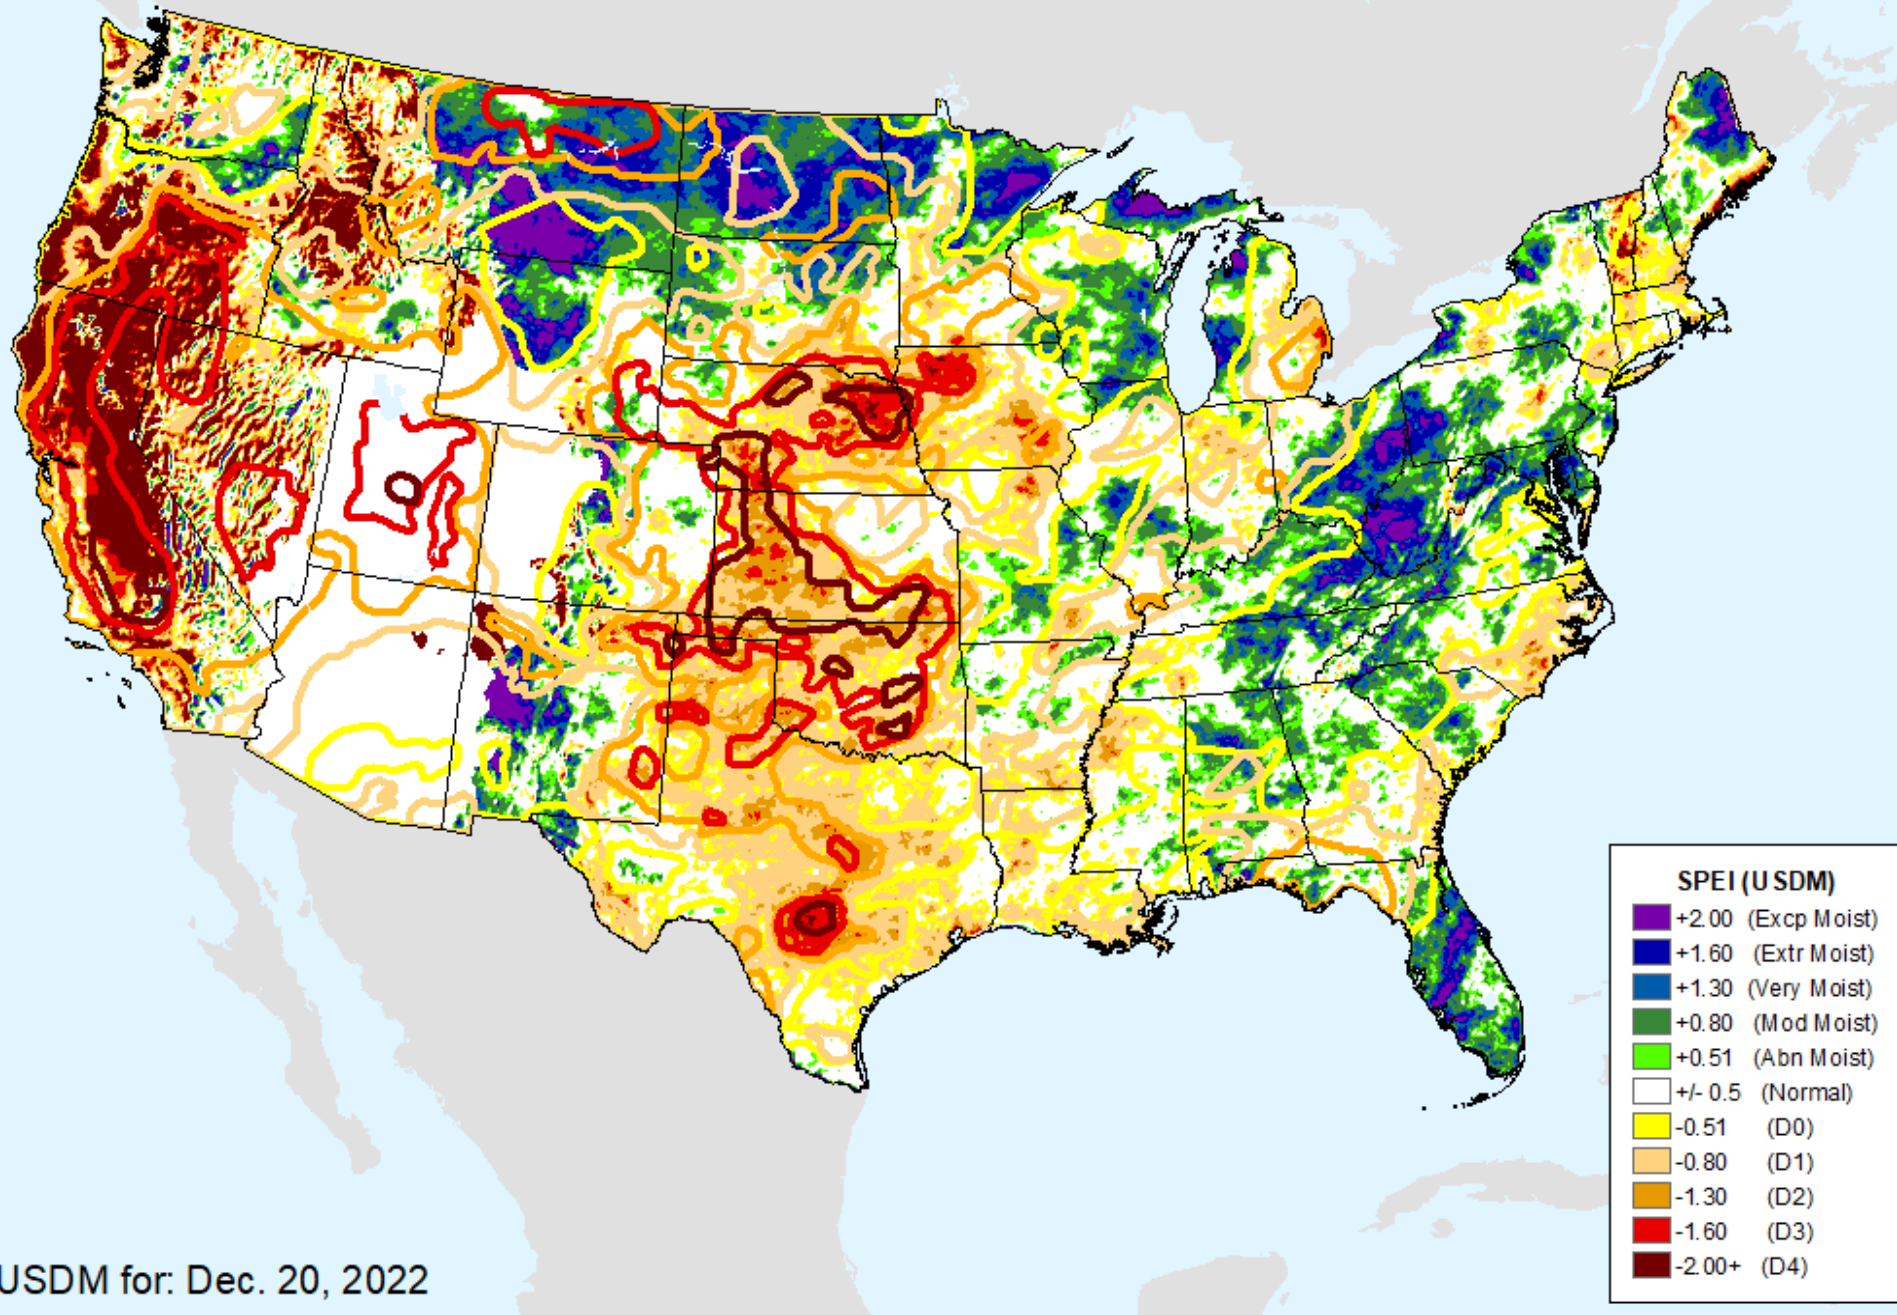 SPEI (USDM)
+2.00 (Excp Moist)
+1.60 (Extr Moist)
+1.30 (Very Moist)
+0.80 (Mod Moist)
+0.51 (Abn Moist)
+/- 0.5 (Normal)
-0.51 (D0)
-0.80 (D1)
-1.30 (D2)
-1.60 (D3)
-2.00+ (D4)
USDM for: Dec. 20, 2022